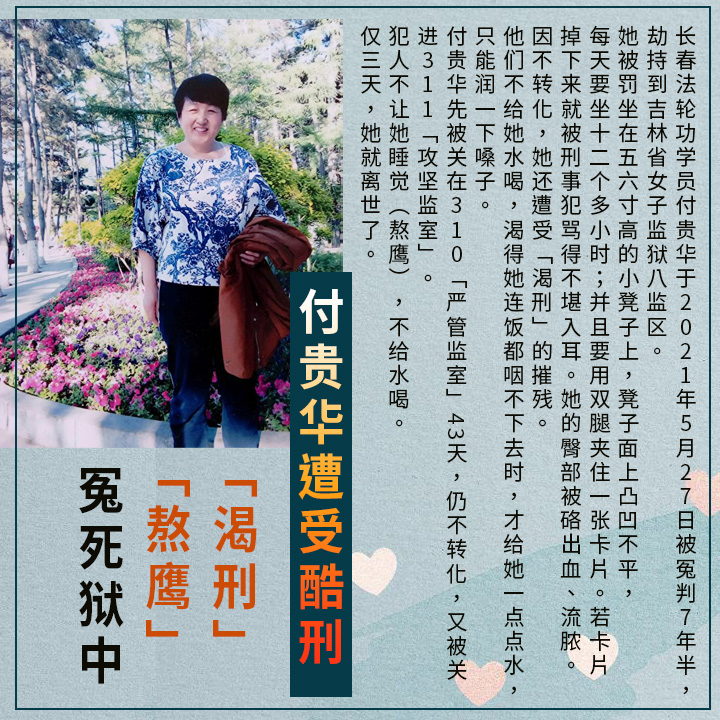 长春法轮功学员付贵华于2021年5月27日被冤判7年半，
劫持到吉林省女子监狱八监区。
她被罚坐在五六寸高的小凳子上，凳子面上凸凹不平，
每天要坐十二个多小时；并且要用双腿夹住一张卡片。若卡片
掉下来就被刑事犯骂得不堪入耳。她的臀部被硌出血、流脓。
因不转化，她还遭受「渴刑」的摧残。
他们不给她水喝，渴得她连饭都咽不下去时，才给她一点点水，
只能润一下嗓子。
付贵华先被关在310「严管监室」43天，仍不转化，又被关
进311「攻坚监室」。
犯人不让她睡觉（熬鹰），不给水喝。
仅三天，她就离世了。
付贵华遭受酷刑
「渴刑」
「熬鹰」
冤死狱中